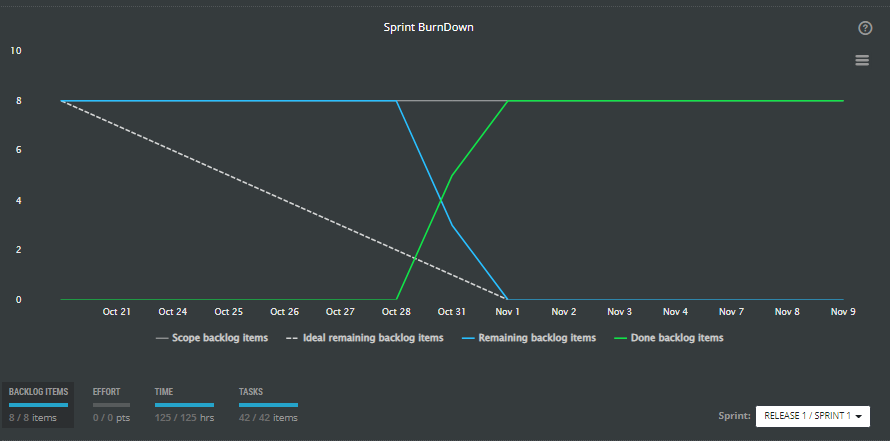 Sprint BurnDown
?
10
8
6
4
2
0
Oct 21 Oct 24 Oct 25 Oct 26 Oct 27 Oct 28 Oct 31 Nov 1 Nov 2 Nov 3 Nov 4 Nov 7 Nov 8 Nov 9
Scope backlog items Ideal remaining backlog items Remaining backlog items Done backlog items
BACKLOG ITEMS EFFORT TIME TASKS
8 / 8 items 0 / 0 pts 125 / 125 hrs 42 / 42 items
Sprint: RELEASE 1 / SPRINT 1